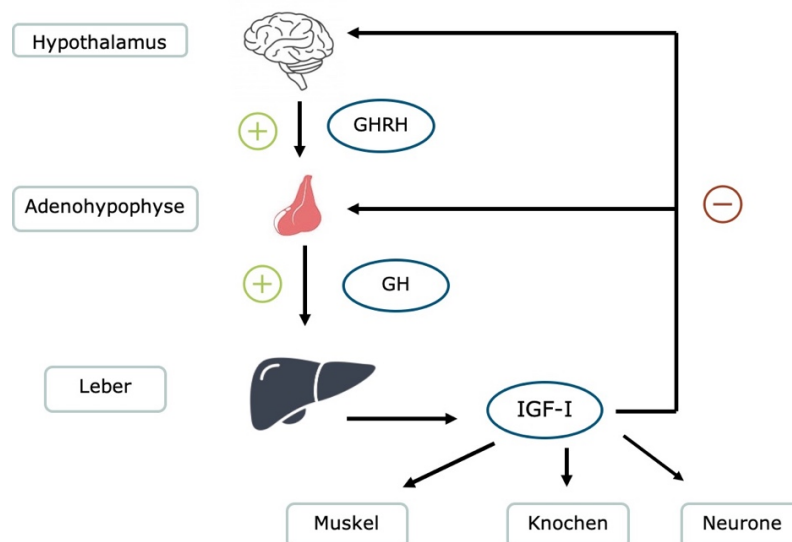 Hypothalamus
GHRH
Adenohypophyse
GH
Leber
IGF-I
Muskel
Knochen
Neurone